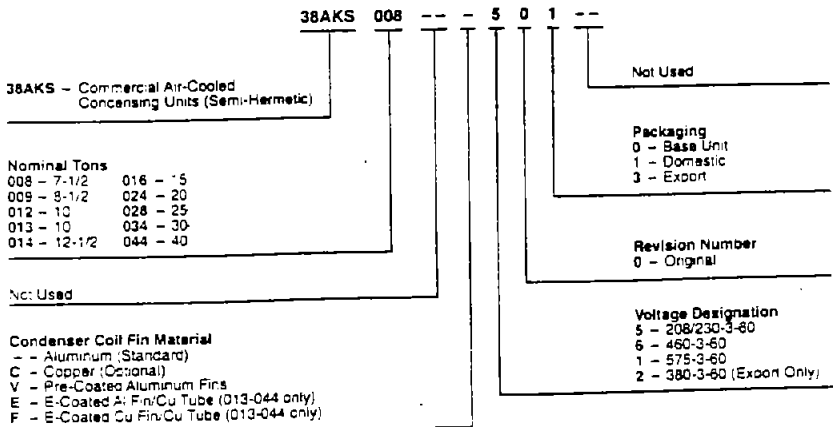 38AKS 008 -- - 5 0 1 --
38AKS – Commercial Air-Cooled
Condensing Units (Semi-Hermetic)
Nominal Tons
008 – 7-1/2 016 – 15
009 – 8-1/2 024 – 20
012 – 10 028 – 25
013 – 10 034 – 30
014 – 12-1/2 044 – 40
Not Used
Condenser Coil Fin Material
- – Aluminum (Standard)
C – Copper (Optional)
V – Pre-Coated Aluminum Fins
E – E-Coated Al Fin/Cu Tube (013-044 only)
F – E-Coated Cu Fin/Cu Tube (013-044 only)
Not Used
Packaging
0 – Base Unit
1 – Domestic
3 – Export
Revision Number
0 – Original
Voltage Designation
5 – 208/230-3-60
6 – 460-3-60
1 – 575-3-60
2 – 380-3-60 (Export Only)